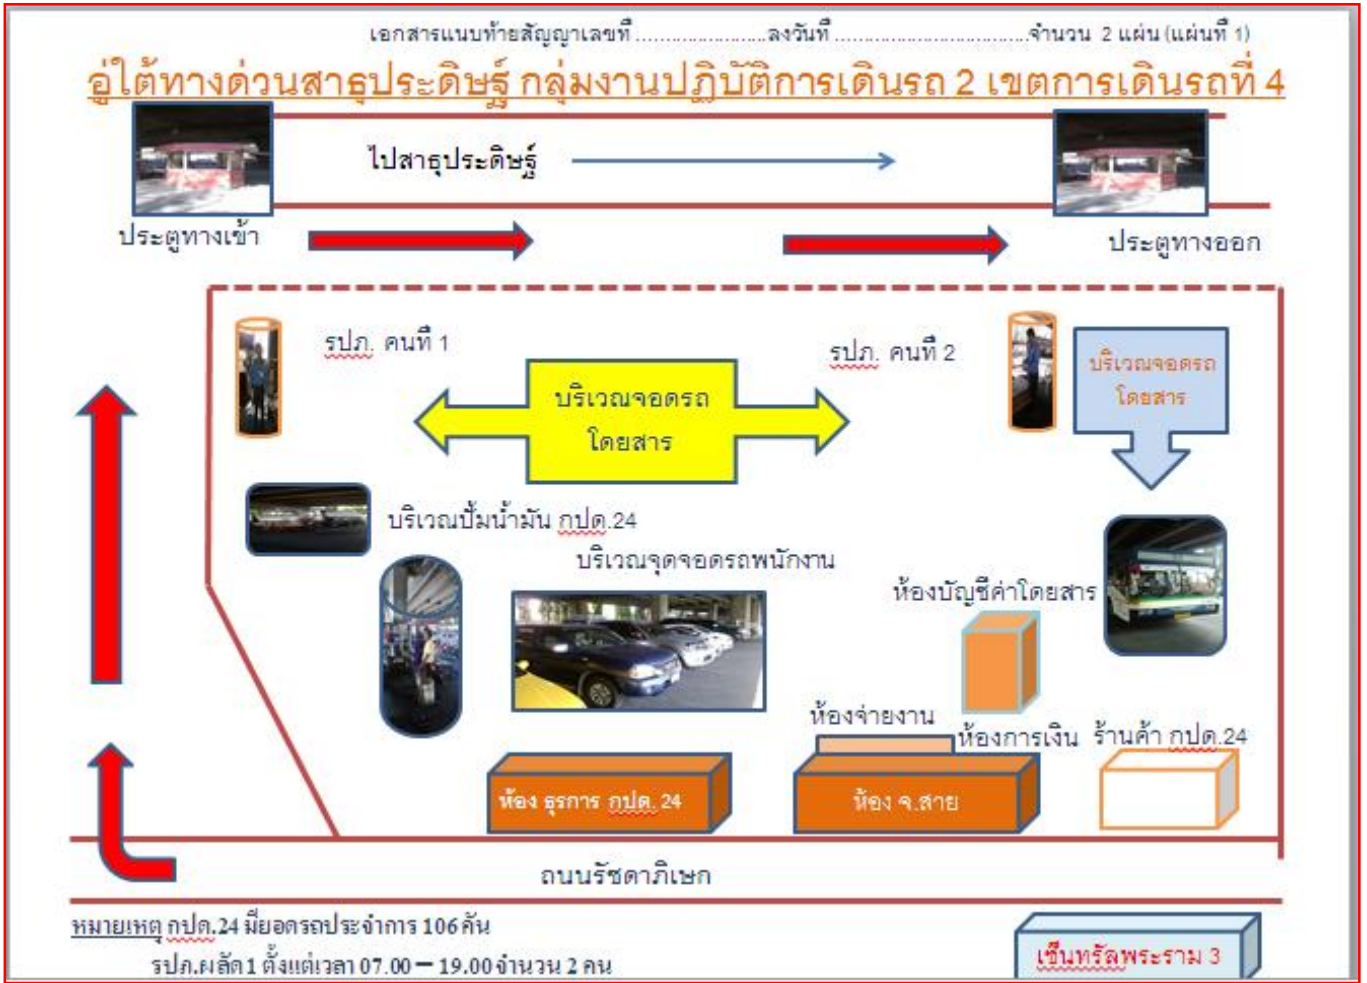 เอกสารแนบท้ายสัญญาเลขที่.......................ลงวันที่..................................จำนวน 2 แผ่น (แผ่นที่ 1)
อู่ใต้ทางด่วนสาธุประดิษฐ์ กลุ่มงานปฏิบัติการเดินรถ 2 เขตการเดินรถที่ 4
ไปสาธุประดิษฐ์
ประตูทางเข้า
ประตูทางออก
รปภ. คนที่ 1
รปภ. คนที่ 2
บริเวณจอดรถ
โดยสาร
บริเวณจอดรถ
โดยสาร
บริเวณปั้มน้ำมัน กปด.24
บริเวณจุดจอดรถพนักงาน
ห้องบัญชีค่าโดยสาร
ห้องจ่ายงาน
ห้องการเงิน
ร้านค้า กปด.24
ห้อง ธุรการ กปด. 24
ห้อง จ.สาย
ถนนรัชดาภิเษก
หมายเหตุ กปด.24 มียอดรถประจำการ 106 คัน
รปภ.ผลัด1 ตั้งแต่เวลา 07.00 – 19.00 จำนวน 2 คน
เซ็นทรัลพระราม 3